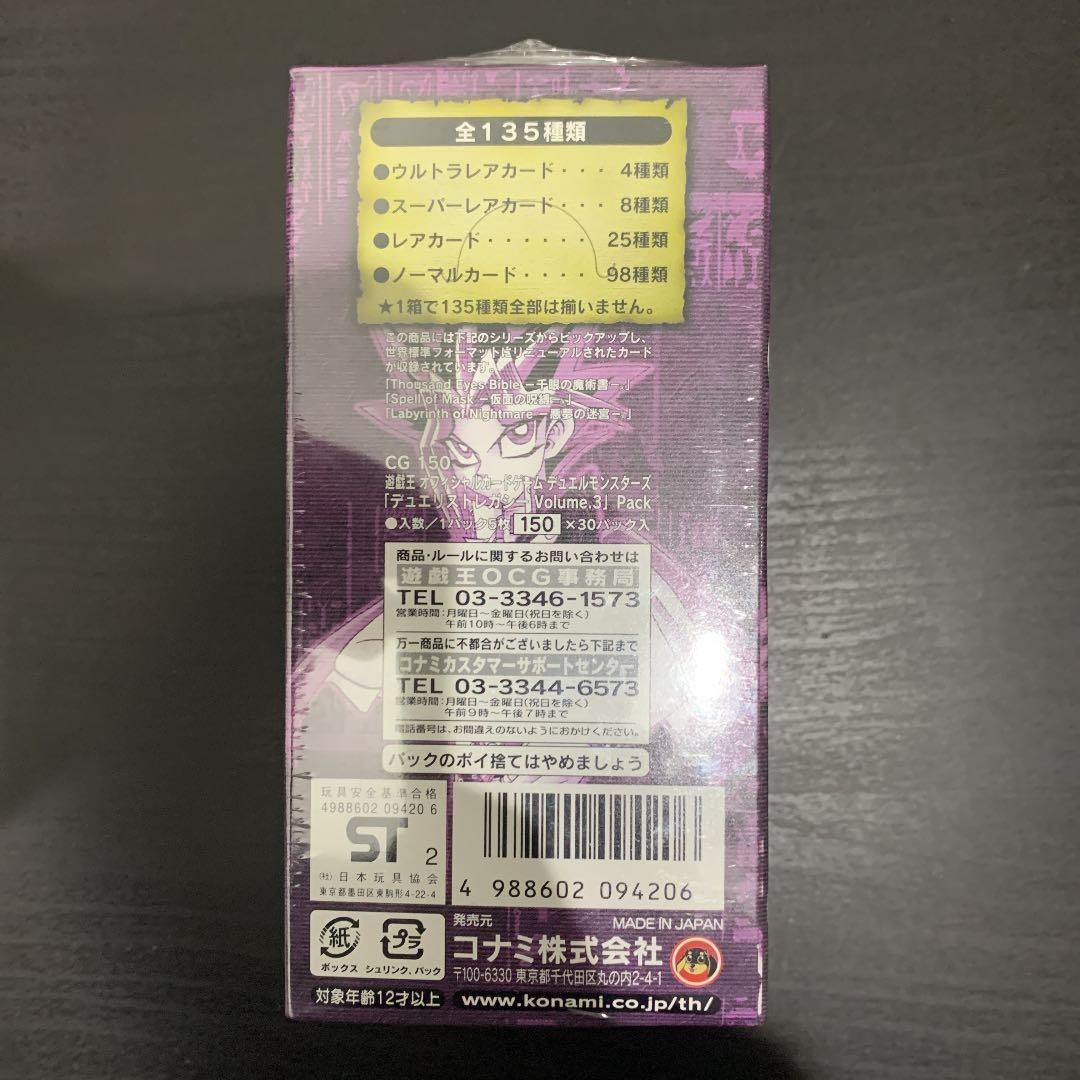 全135種類
●ウルトラレアカード・・・ 4種類
●スーパーレアカード・・・ 8種類
●レアカード・・・・・・ 25種類
●ノーマルカード・・・・ 98種類
★1箱で135種類全部は揃いません。
この商品には下記のシリーズからピックアップし、
世界標準フォーマットにリニューアルされたカード
が収録されています。
「Thousand Eyes Bible －千眼の魔術書－」
「Spell of Mask －仮面の呪縛－」
「Labyrinth of Nightmare －悪夢の迷宮－」
CG 150
遊戯王 オフィシャルカードゲーム デュエルモンスターズ
「デュエリストレガシー Volume.3」 Pack
●入数／1パック5枚 150 ×30パック入
商品・ルールに関するお問い合わせは
遊戯王OCG事務局
TEL 03-3346-1573
営業時間：月曜日～金曜日(祝日を除く)
午前10時～午後6時まで
万一商品に不都合がございましたら下記まで
コナミカスタマーサポートセンター
TEL 03-3344-6573
営業時間：月曜日～金曜日(祝日を除く)
午前9時～午後7時まで
電話番号は、お間違えのないようにおかけください。
パックのポイ捨てはやめましょう
玩具安全基準合格
4988602 09420 6
ST 2
(社)日本玩具協会
東京都墨田区東駒形4-22-4
4 988602 094206
紙
プラ
ボックス シュリンク、パック
対象年齢12才以上
発売元
MADE IN JAPAN
コナミ株式会社
〒100-6330 東京都千代田区丸の内2-4-1
www.konami.co.jp/th/